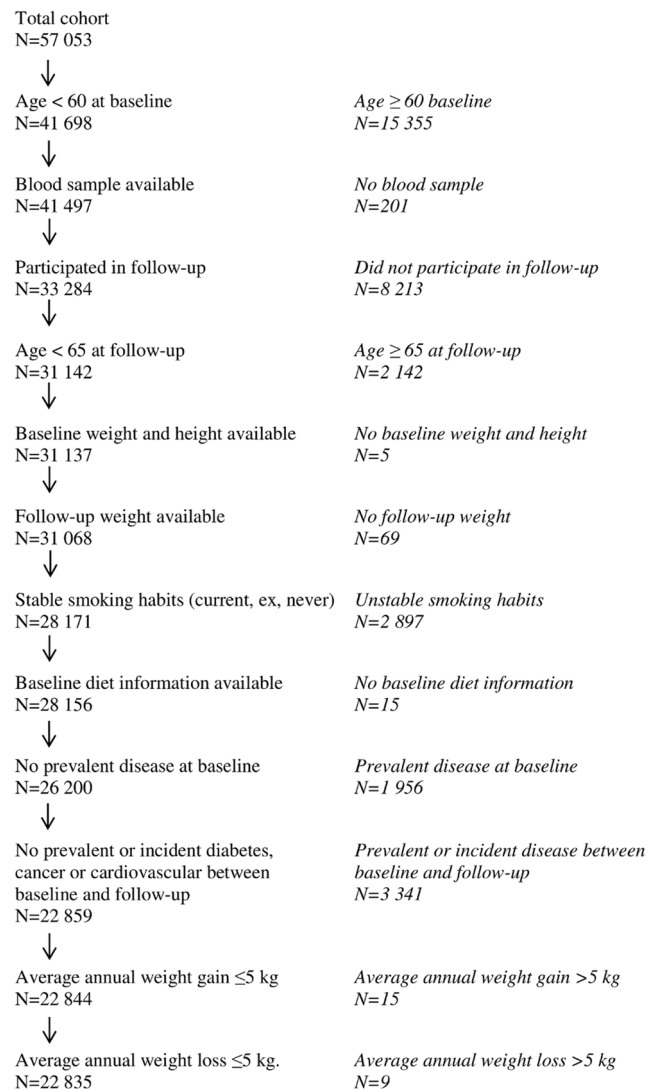 Total cohort
N=57 053
Age < 60 at baseline
N=41 698
Age ≥ 60 baseline
N=15 355
Blood sample available
N=41 497
No blood sample
N=201
Participated in follow-up
N=33 284
Did not participate in follow-up
N=8 213
Age < 65 at follow-up
N=31 142
Age ≥ 65 at follow-up
N=2 142
Baseline weight and height available
N=31 137
No baseline weight and height
N=5
Follow-up weight available
N=31 068
No follow-up weight
N=69
Stable smoking habits (current, ex, never)
N=28 171
Unstable smoking habits
N=2 897
Baseline diet information available
N=28 156
No baseline diet information
N=15
No prevalent disease at baseline
N=26 200
Prevalent disease at baseline
N=1 956
No prevalent or incident diabetes,
cancer or cardiovascular between
baseline and follow-up
N=22 859
Prevalent or incident disease between
baseline and follow-up
N=3 341
Average annual weight gain ≤5 kg
N=22 844
Average annual weight gain >5 kg
N=15
Average annual weight loss ≤5 kg.
N=22 835
Average annual weight loss >5 kg
N=9